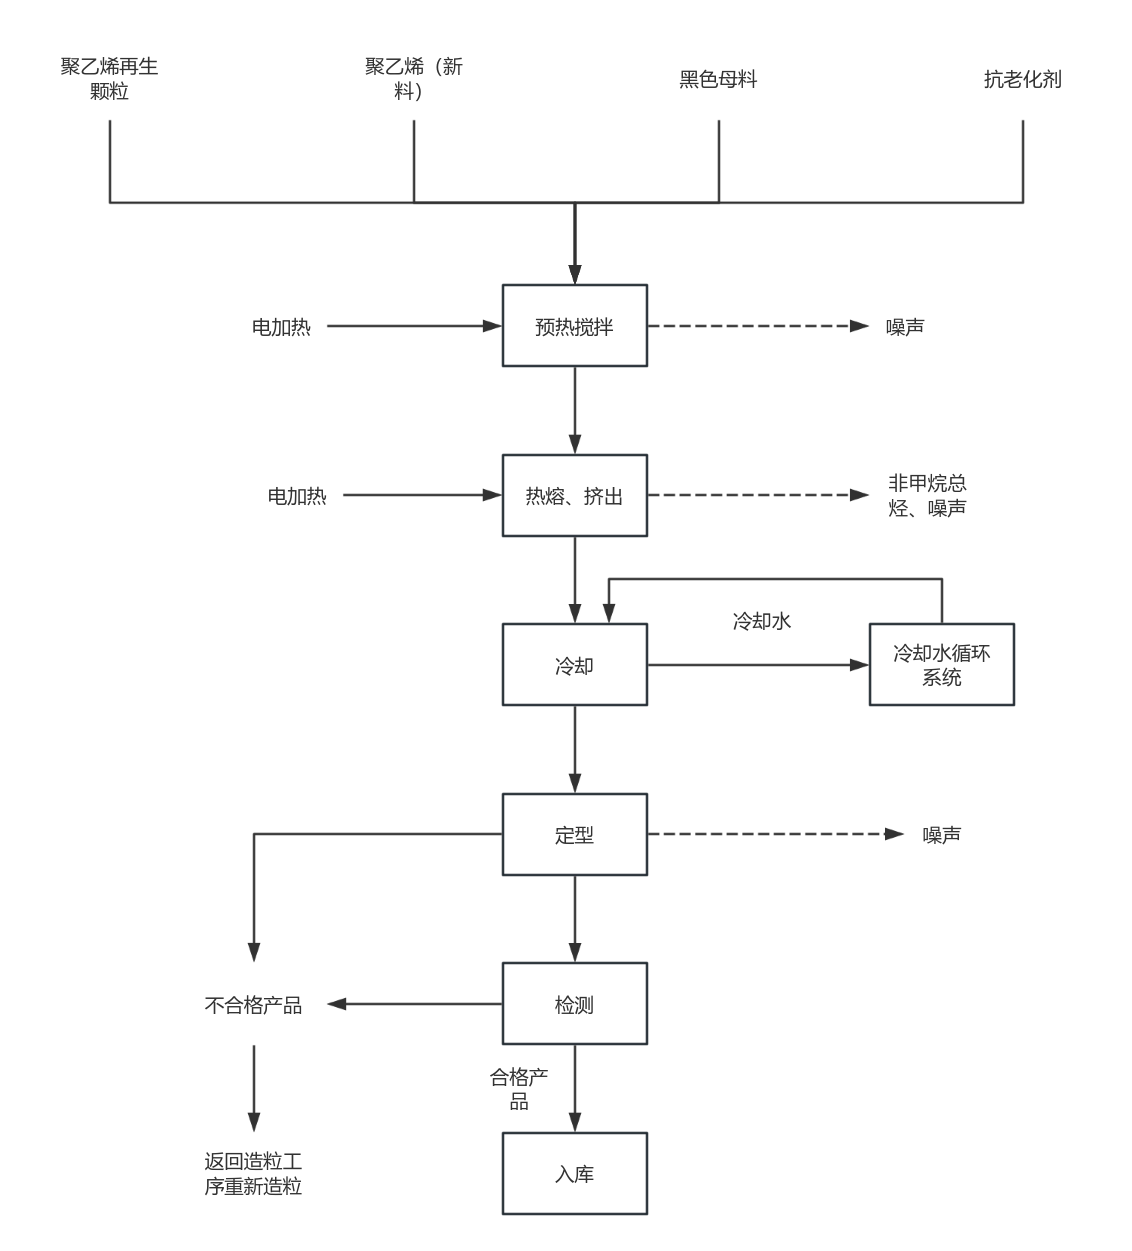 聚乙烯再生
颗粒
聚乙烯（新
料）
黑色母料
抗老化剂
电加热
预热搅拌
噪声
电加热
热熔、挤出
非甲烷总
烃、噪声
冷却水
冷却
冷却水循环
系统
定型
噪声
不合格产品
检测
合格产
品
返回造粒工
序重新造粒
入库